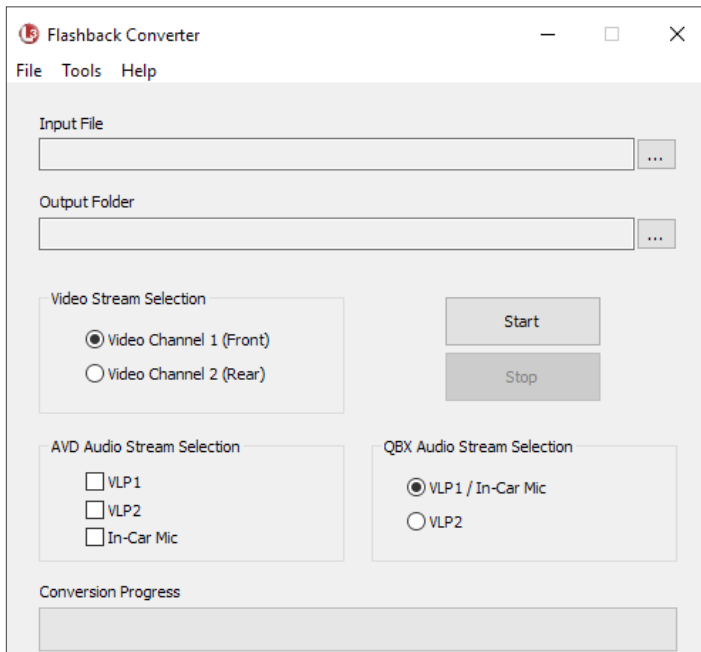 L3 Flashback Converter
File Tools Help
Input File
...
Output Folder
...
Video Stream Selection
Video Channel 1 (Front)
Video Channel 2 (Rear)
Start
Stop
AVD Audio Stream Selection
VLP1
VLP2
In-Car Mic
QBX Audio Stream Selection
VLP1 / In-Car Mic
VLP2
Conversion Progress